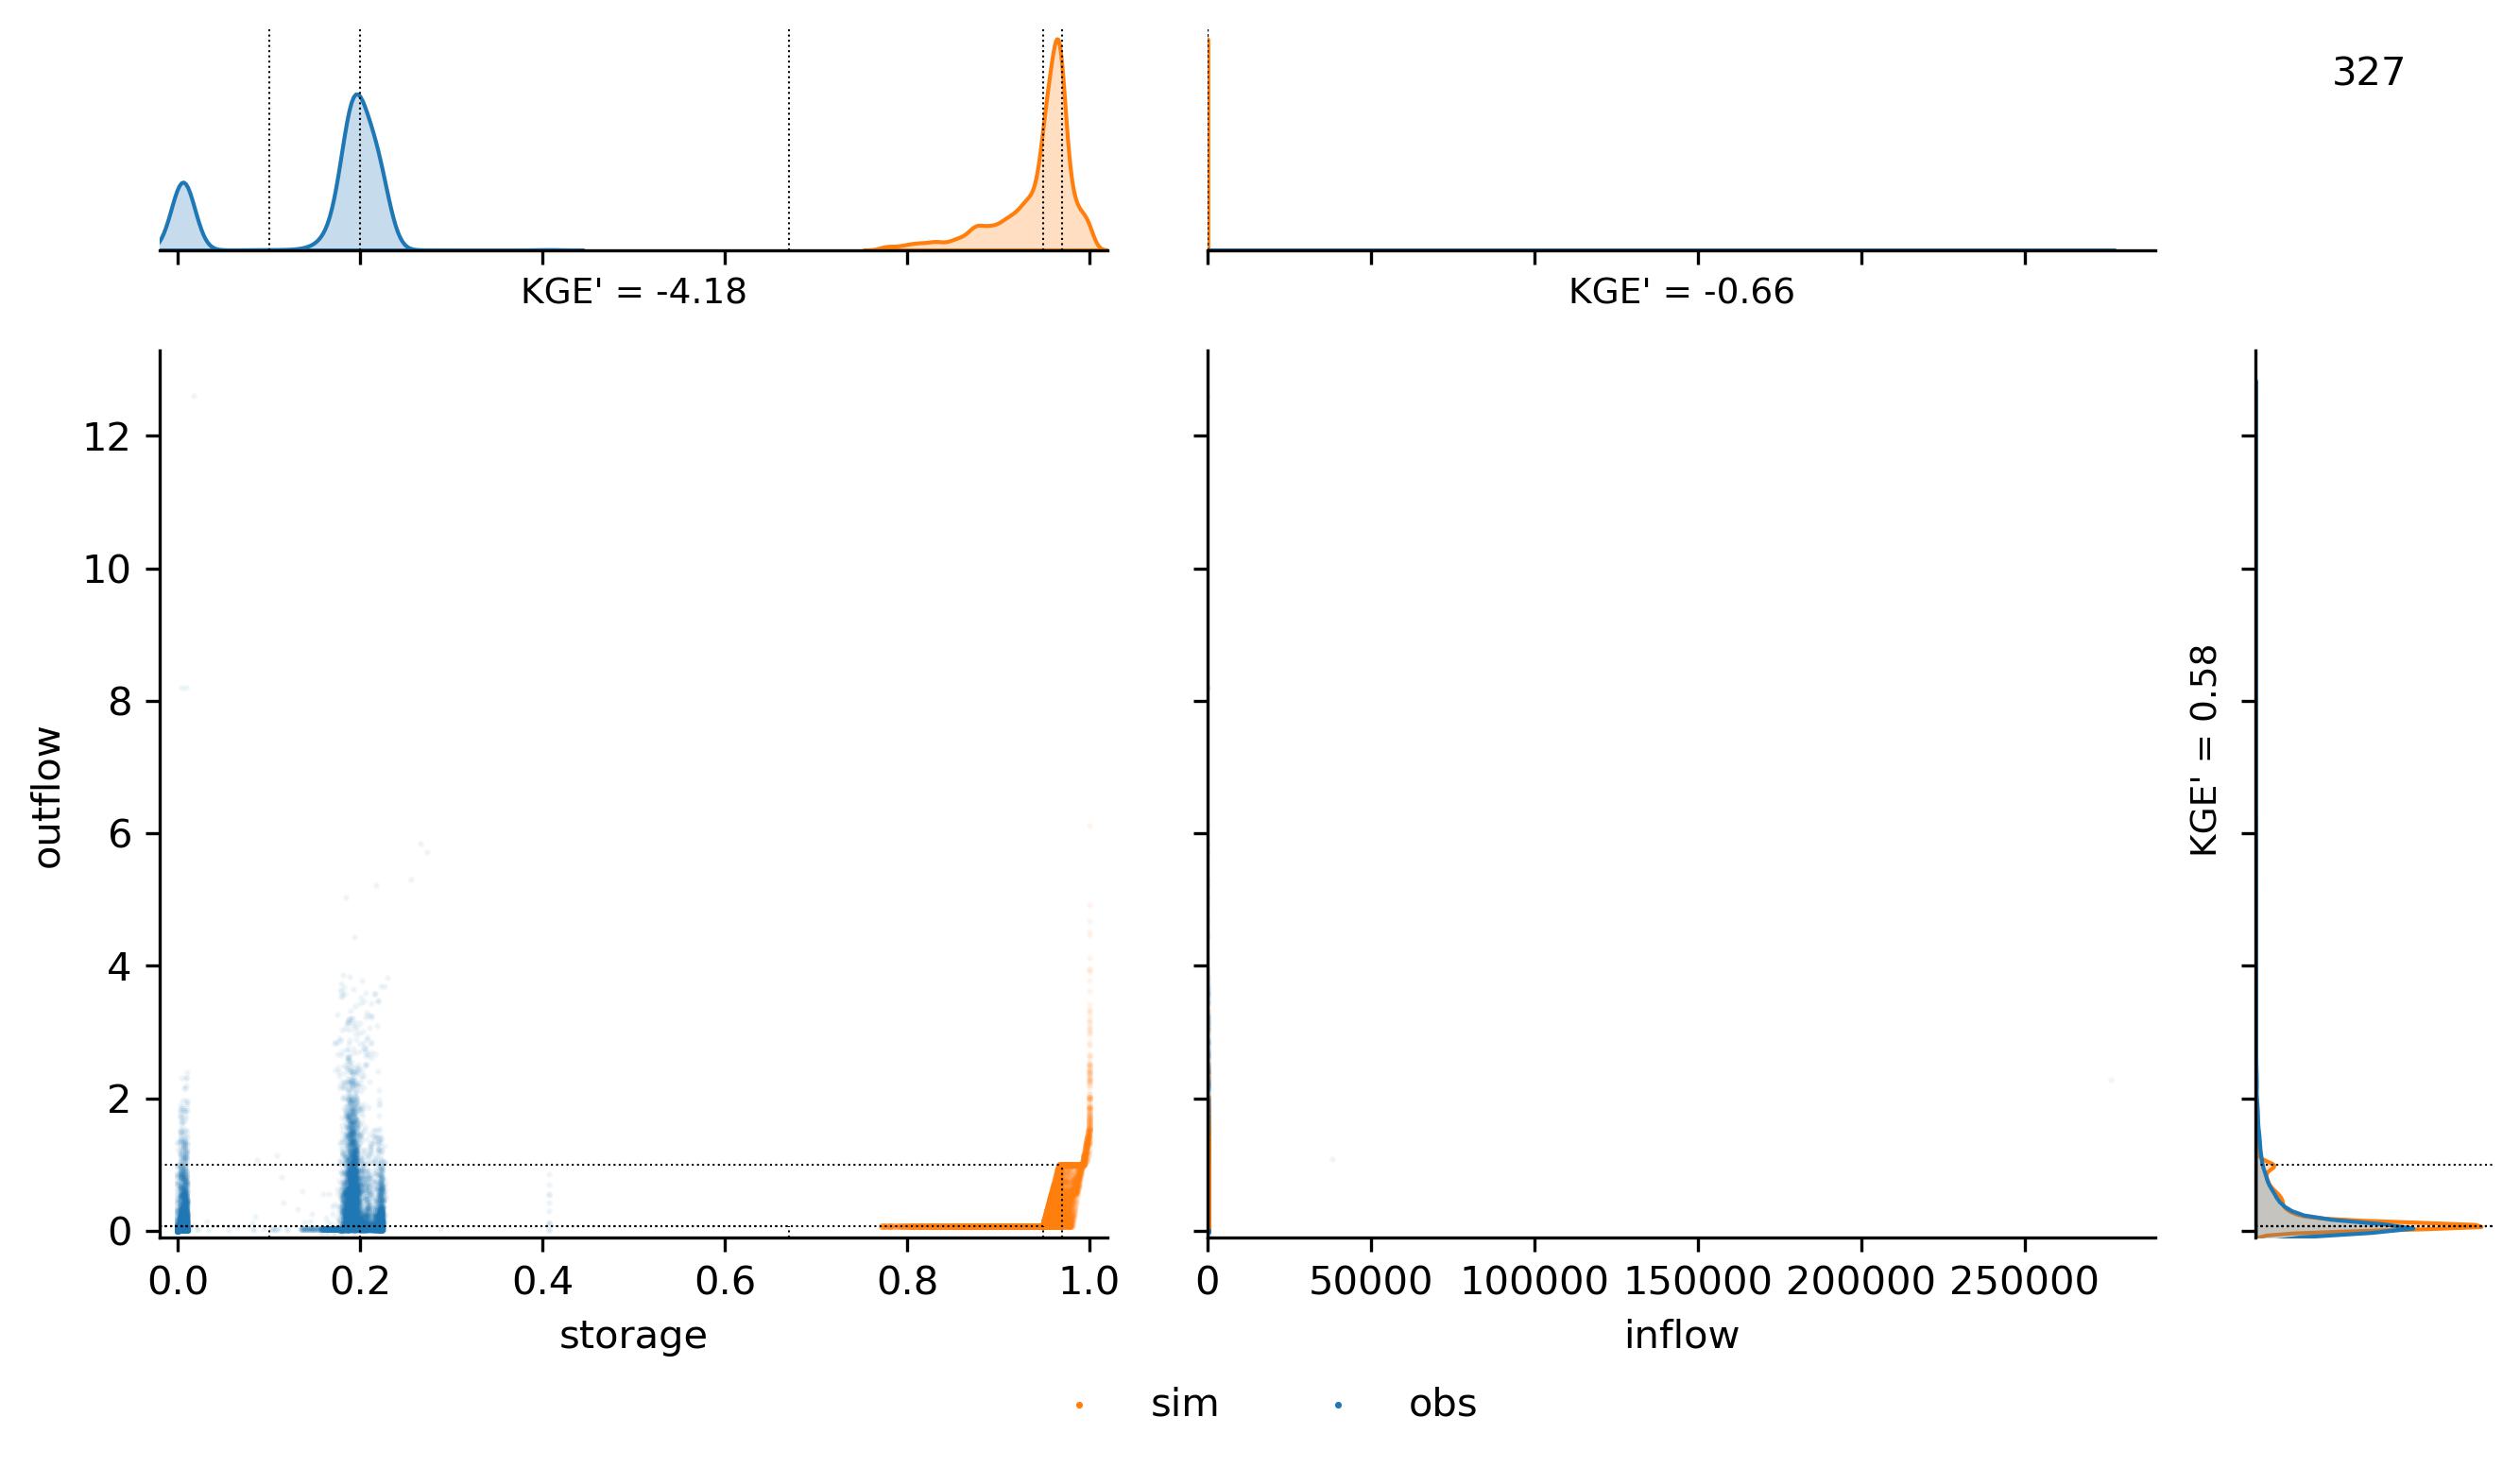 327
KGE' = -4.18
KGE' = -0.66
12
10
8
6
4
2
0
outflow
KGE' = 0.58
0.0 0.2 0.4 0.6 0.8 1.0
0 50000 100000 150000 200000 250000
storage
inflow
sim obs